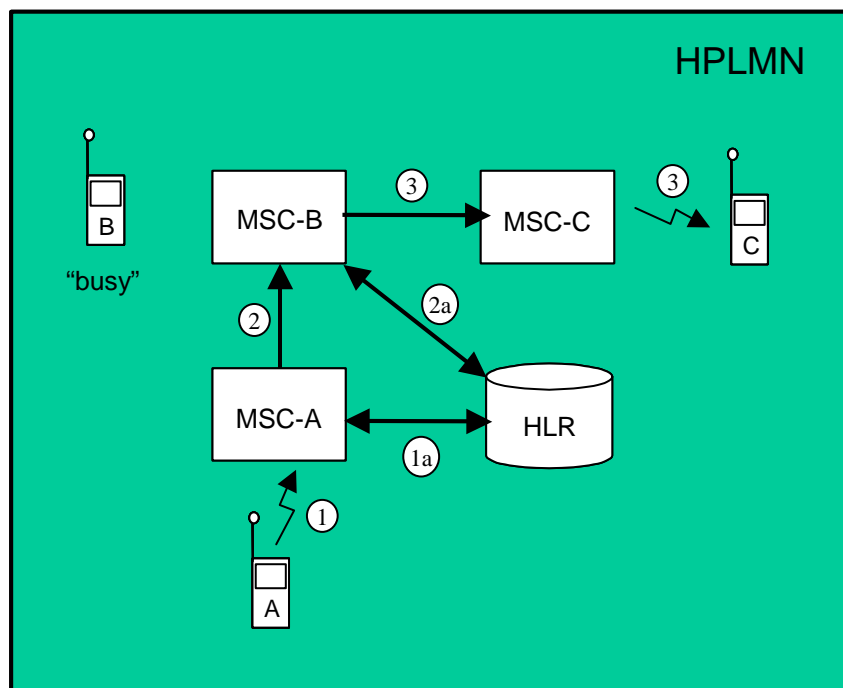 HPLMN
B
“busy”
MSC-B
3
MSC-C
3
C
2
2a
MSC-A
1a
HLR
1
A